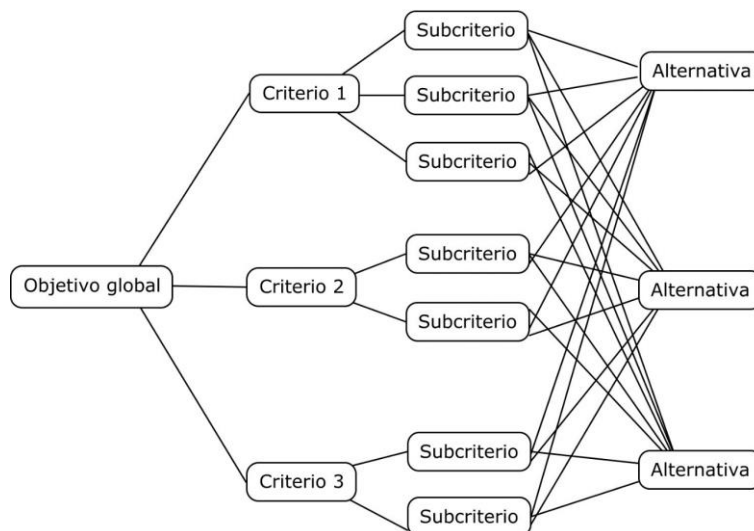 Subcriterio
Alternativa
Criterio 1
Subcriterio
Subcriterio
Subcriterio
Objetivo global
Criterio 2
Alternativa
Subcriterio
Subcriterio
Alternativa
Criterio 3
Subcriterio